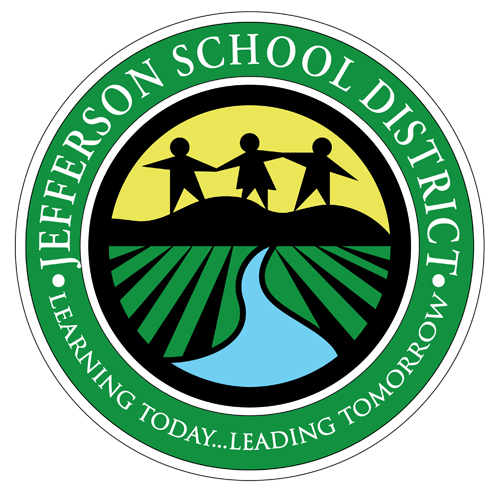 JEFFERSON SCHOOL DISTRICT
LEARNING TODAY...LEADING TOMORROW